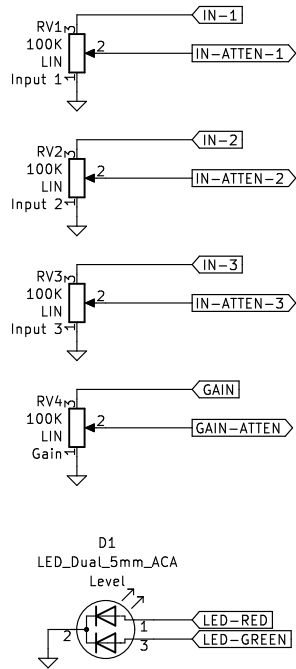 IN-1
RV1
3
100K
2
IN-ATTEN-1
LIN
Input 1
1
IN-2
RV2
3
100K
2
IN-ATTEN-2
LIN
Input 2
1
IN-3
RV3
3
100K
2
IN-ATTEN-3
LIN
Input 3
1
GAIN
RV4
3
100K
2
GAIN-ATTEN
LIN
Gain
1
D1
LED_Dual_5mm_ACA
Level
LED-RED
1
2
LED-GREEN
3